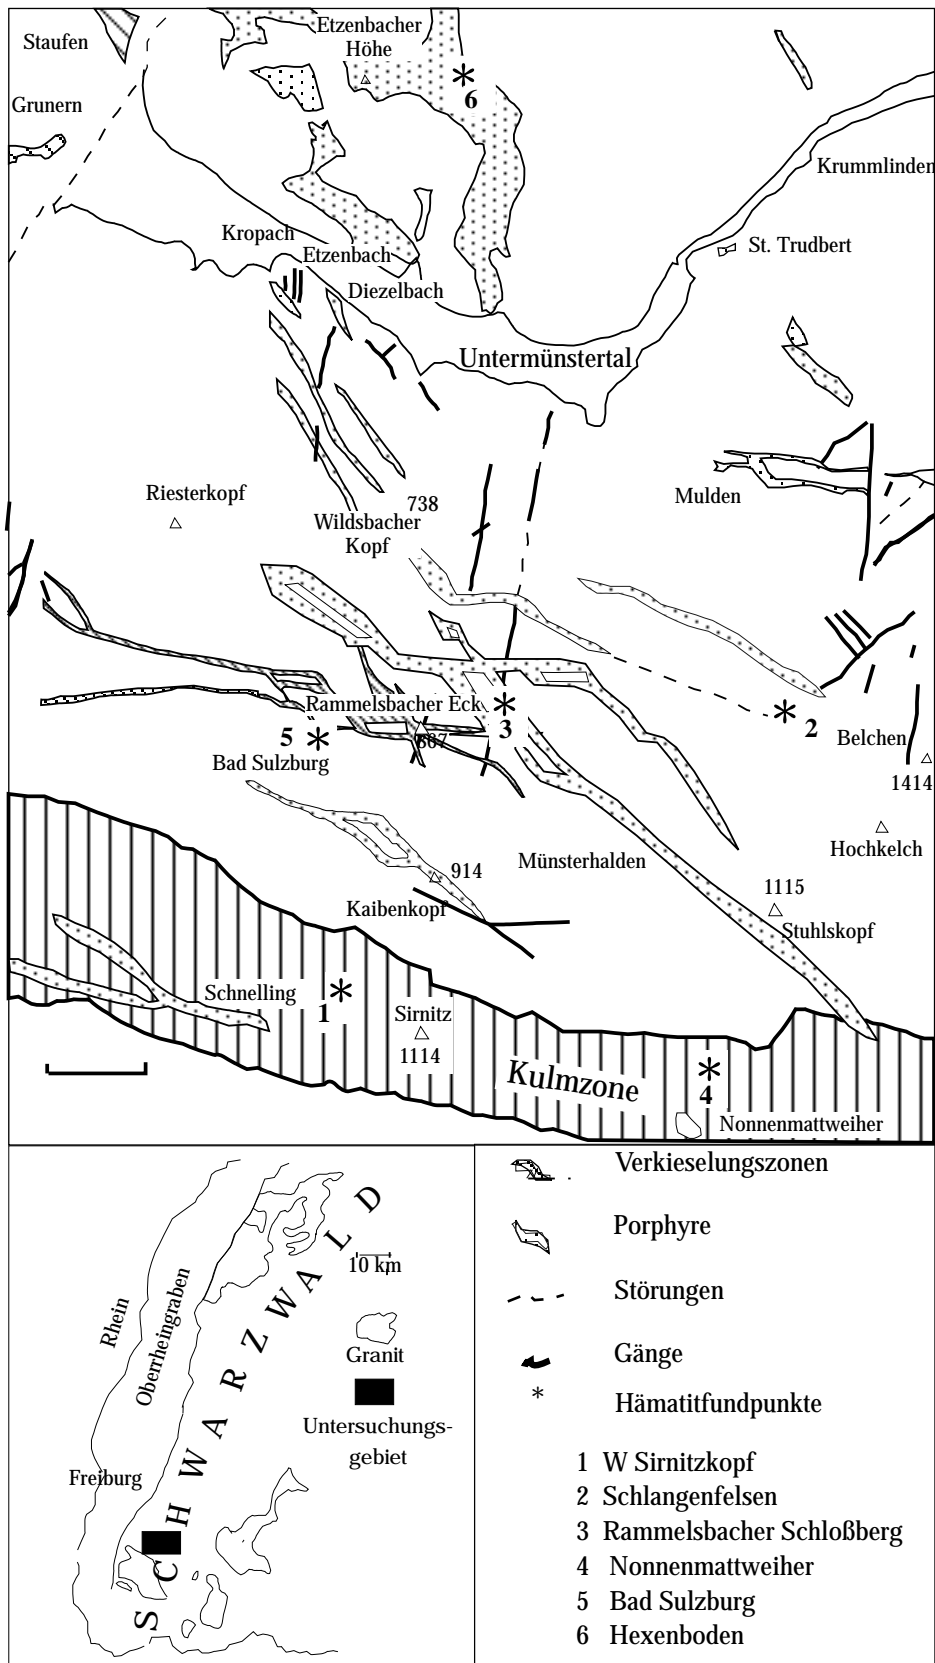 Staufen
Etzenbacher
Höhe
6
Grunern
Krummlinden
Kropach
Etzenbach
St. Trudbert
Diezelbach
Untermünstertal
Riesterkopf
738
Mulden
Wildsbacher
Kopf
Rammelsbacher Eck
3
2
5
867
Belchen
Bad Sulzburg
1414
Münsterhalden
Hochkelch
914
1115
Kaibenkopf
Stuhlskopf
Schnelling
1
Sirnitz
1114
Kulmzone
4
Nonnenmattweiher
SCHWARZWALD
10 km
Rhein
Oberrheingraben
Granit
Untersuchungs-
gebiet
Freiburg
Verkieselungszonen
Porphyre
Störungen
Gänge
* Hämatitfundpunkte
1 W Sirnitzkopf
2 Schlangenfelsen
3 Rammelsbacher Schloßberg
4 Nonnenmattweiher
5 Bad Sulzburg
6 Hexenboden